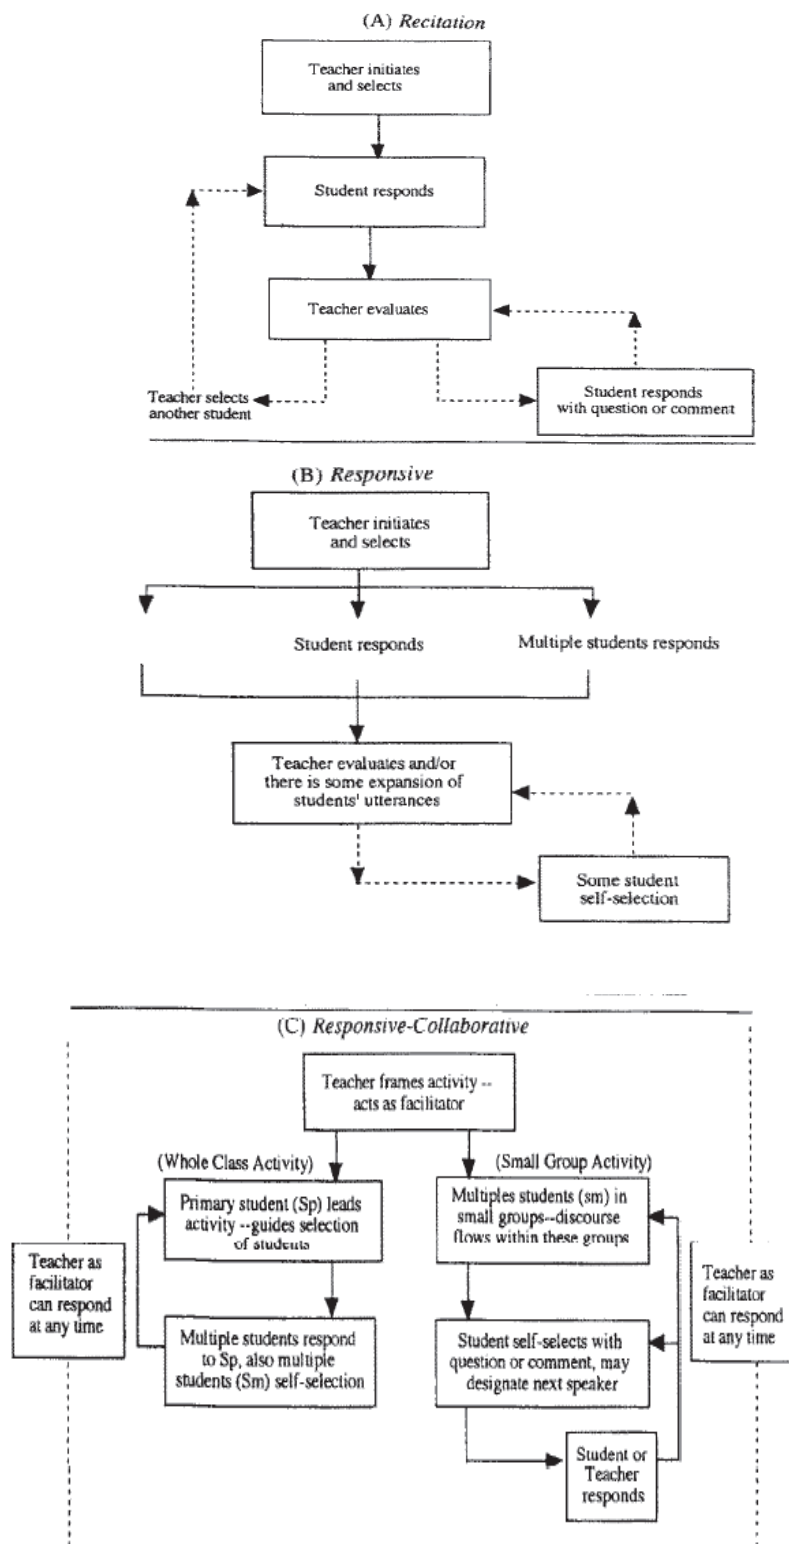 (A) Recitation
Teacher initiates
and selects
Student responds
Teacher evaluates
Teacher selects
another student
Student responds
with question or comment
(B) Responsive
Teacher initiates
and selects
Student responds
Multiple students responds
Teacher evaluates and/or
there is some expansion of
students' utterances
Some student
self-selection
(C) Responsive-Collaborative
Teacher frames activity --
acts as facilitator
(Whole Class Activity)
(Small Group Activity)
Primary student (Sp) leads
activity --guides selection
of students
Multiples students (sm) in
small groups--discourse
flows within these groups
Teacher as
facilitator
can respond
at any time
Teacher as
facilitator
can respond
at any time
Multiple students respond
to Sp, also multiple
students (Sm) self-selection
Student self-selects with
question or comment, may
designate next speaker
Student or
Teacher
responds